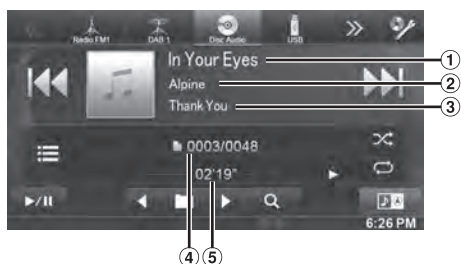 Radio FM1 DAB 1 Disc Audio USB
In Your Eyes ①
Alpine ②
Thank You ③
0003/0048
02'19"
6:26 PM
④ ⑤